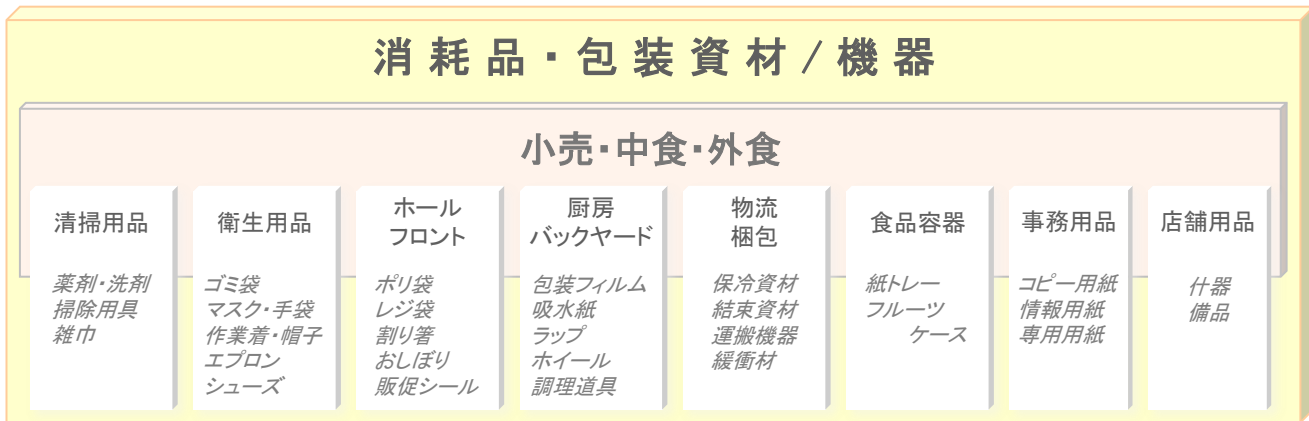 消耗品・包装資材/機器
小売・中食・外食
清掃用品
薬剤・洗剤
掃除用具
雑巾
衛生用品
ゴミ袋
マスク・手袋
作業着・帽子
エプロン
シューズ
ホール
フロント
ポリ袋
レジ袋
割り箸
おしぼり
販促シール
厨房
バックヤード
包装フィルム
吸水紙
ラップ
ホイール
調理道具
物流
梱包
保冷資材
結束資材
運搬機器
緩衝材
食品容器
紙トレー
フルーツ
ケース
事務用品
コピー用紙
情報用紙
専用用紙
店舗用品
什器
備品